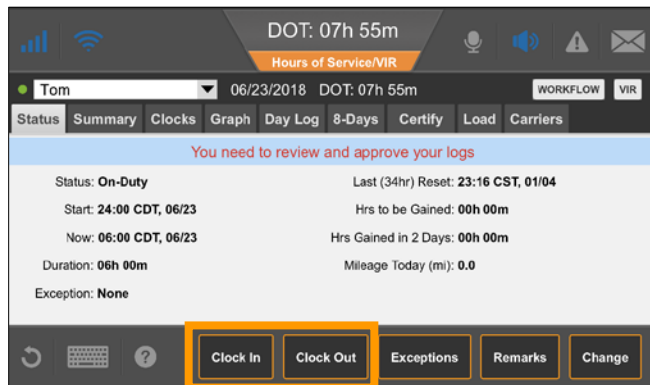 DOT: 07h 55m
Hours of Service/VIR
Tom 06/23/2018 DOT: 07h 55m WORKFLOW VIR
Status Summary Clocks Graph Day Log 8-Days Certify Load Carriers
You need to review and approve your logs
Status: On-Duty Last (34hr) Reset: 23:16 CST, 01/04
Start: 24:00 CDT, 06/23 Hrs to be Gained: 00h 00m
Now: 06:00 CDT, 06/23 Hrs Gained in 2 Days: 00h 00m
Duration: 06h 00m Mileage Today (mi): 0.0
Exception: None
? Clock In Clock Out Exceptions Remarks Change